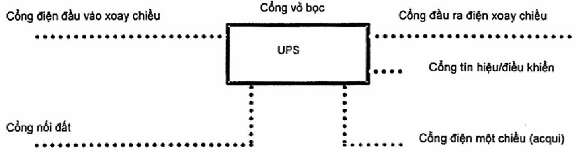 Cổng vỏ bọc
Cổng điện đầu vào xoay chiều
Cổng đầu ra điện xoay chiều
UPS
Cổng tín hiệu/điều khiển
Cổng nối đất
Cổng điện một chiều (acqui)